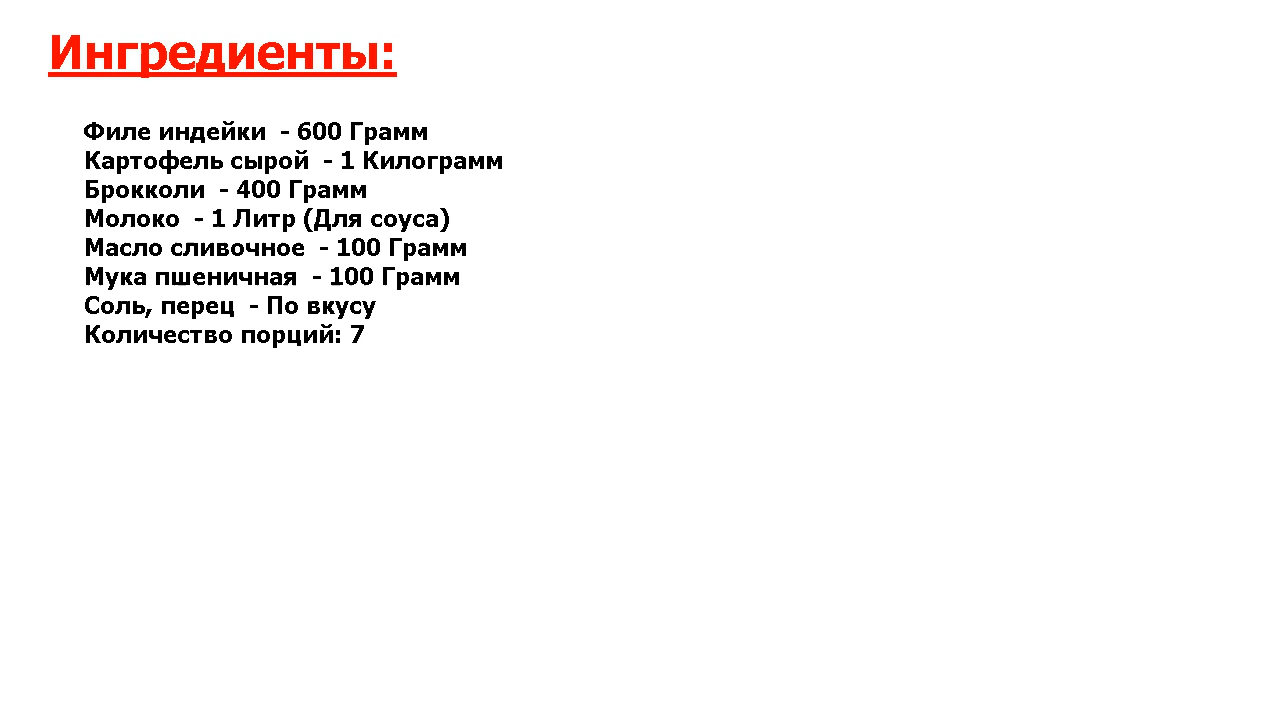 Ингредиенты:
Филе индейки - 600 Грамм
Картофель сырой - 1 Килограмм
Брокколи - 400 Грамм
Молоко - 1 Литр (Для соуса)
Масло сливочное - 100 Грамм
Мука пшеничная - 100 Грамм
Соль, перец - По вкусу
Количество порций: 7